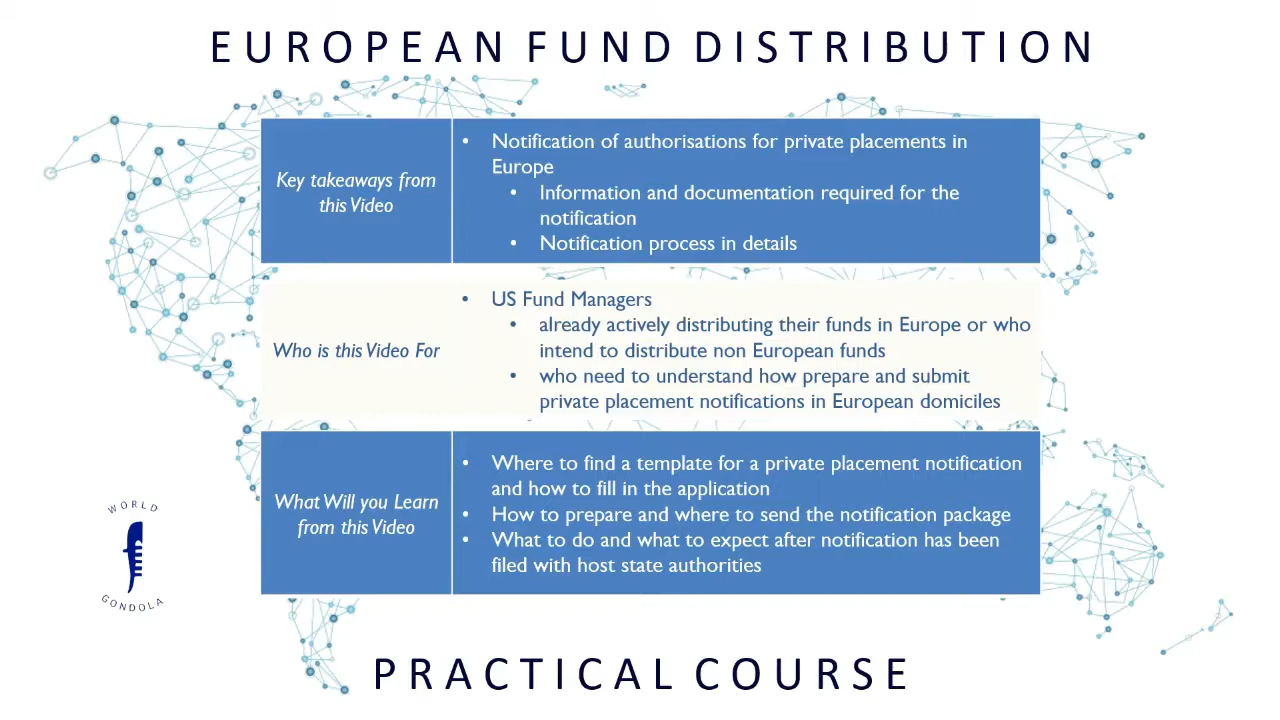 EUROPEAN FUND DISTRIBUTION
Key takeaways from
this Video
• Notification of authorisations for private placements in
Europe
• Information and documentation required for the
notification
• Notification process in details
Who is this Video For
• US Fund Managers
• already actively distributing their funds in Europe or who
intend to distribute non European funds
• who need to understand how prepare and submit
private placement notifications in European domiciles
What Will you Learn
from this Video
• Where to find a template for a private placement notification
and how to fill in the application
• How to prepare and where to send the notification package
• What to do and what to expect after notification has been
filed with host state authorities
WORLD
GONDOLA
PRACTICAL COURSE